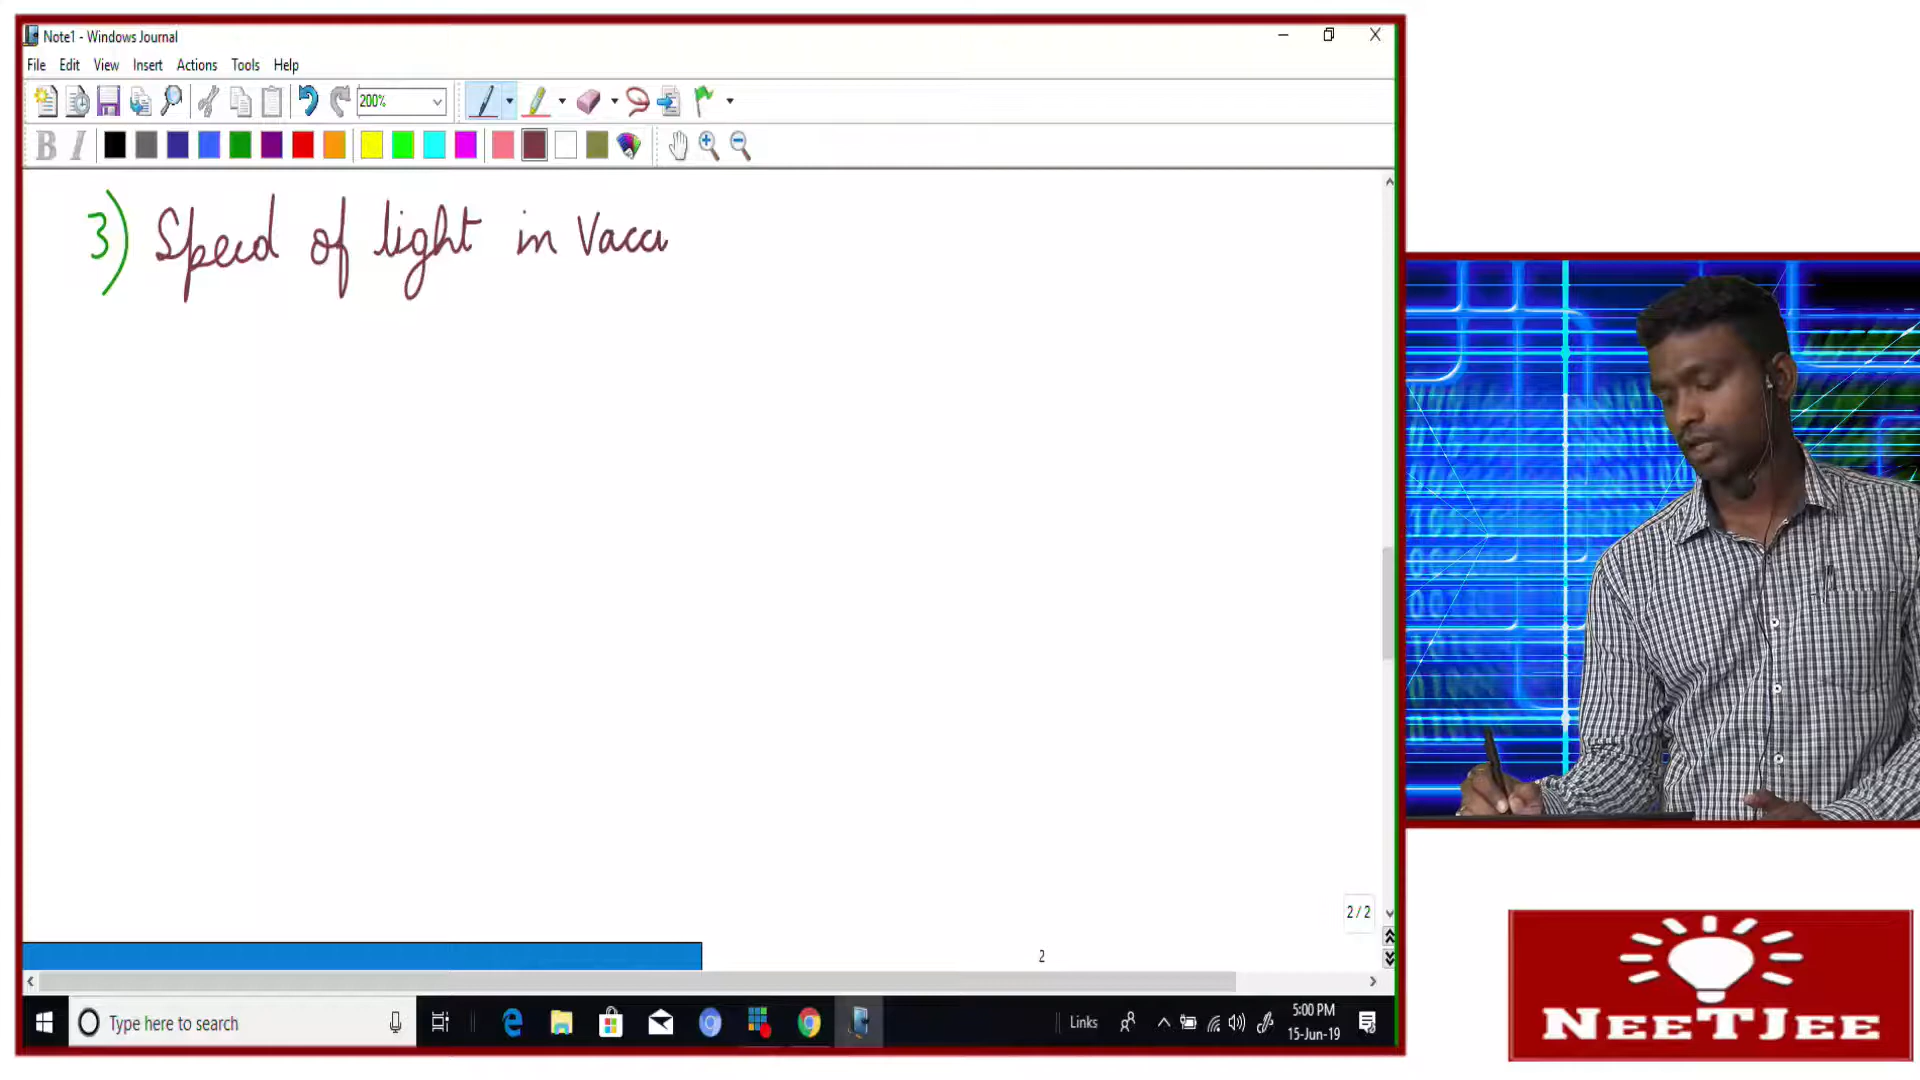 Note1 - Windows Journal
File Edit View Insert Actions Tools Help
200%
B I
3) Speed of light in Vaccu
2 / 2
2
Type here to search
Links
5:00 PM
15-Jun-19
NEETJEE